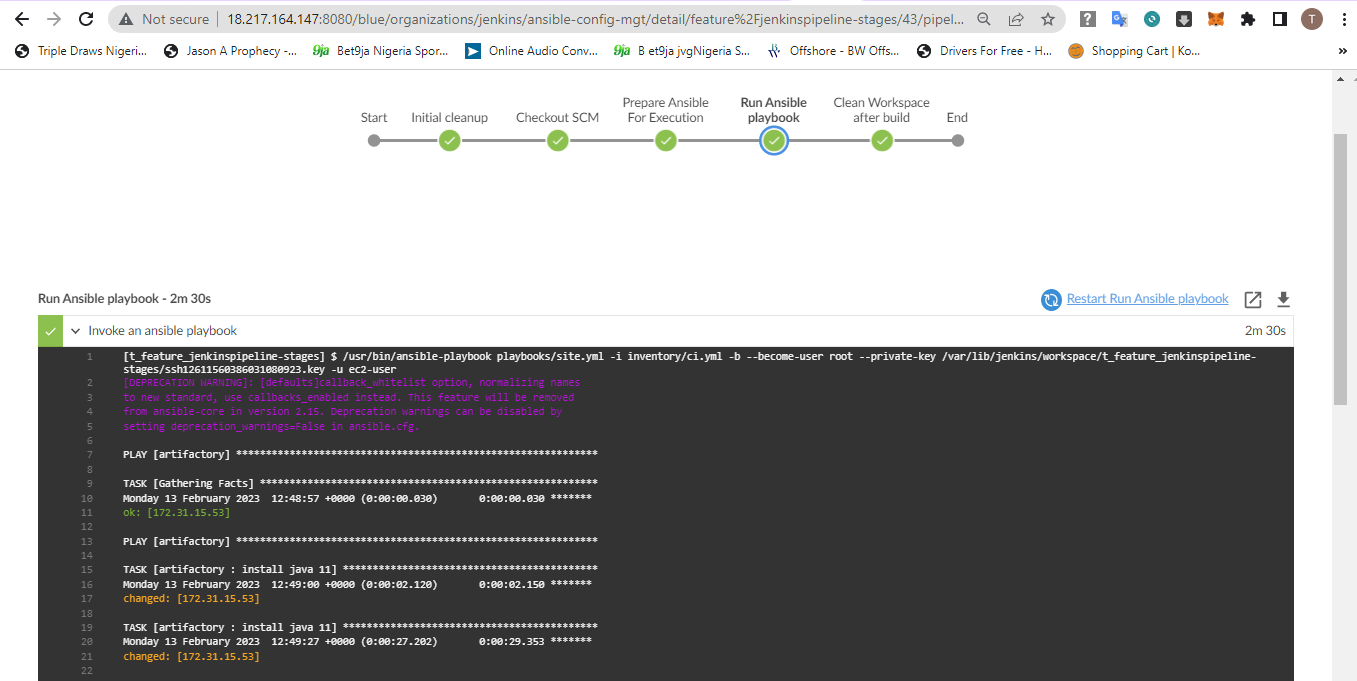 Not secure | 18.217.164.147:8080/blue/organizations/jenkins/ansible-config-mgt/detail/feature%2Fjenkinspipeline-stages/43/pipel...
T
Triple Draws Nigeri... Jason A Prophecy -... 9ja Bet9ja Nigeria Spor... Online Audio Conv... 9ja B et9ja jvgNigeria S... Offshore - BW Offs... Drivers For Free - H... Shopping Cart | Ko... »
Prepare Ansible Run Ansible Clean Workspace
Start Initial cleanup Checkout SCM For Execution playbook after build End
Run Ansible playbook - 2m 30s Restart Run Ansible playbook
Invoke an ansible playbook 2m 30s
1 [t_feature_jenkinspipeline-stages] $ /usr/bin/ansible-playbook playbooks/site.yml -i inventory/ci.yml -b --become-user root --private-key /var/lib/jenkins/workspace/t_feature_jenkinspipeline-
stages/ssh12611560386031080923.key -u ec2-user
2 [DEPRECATION WARNING]: [defaults]callback_whitelist option, normalizing names
3 to new standard, use callbacks_enabled instead. This feature will be removed
4 from ansible-core in version 2.15. Deprecation warnings can be disabled by
5 setting deprecation_warnings=False in ansible.cfg.
6
7 PLAY [artifactory] *************************************************************
8
9 TASK [Gathering Facts] *********************************************************
10 Monday 13 February 2023  12:48:57 +0000 (0:00:00.030)       0:00:00.030 *******
11 ok: [172.31.15.53]
12
13 PLAY [artifactory] *************************************************************
14
15 TASK [artifactory : install java 11] *******************************************
16 Monday 13 February 2023  12:49:00 +0000 (0:00:02.120)       0:00:02.150 *******
17 changed: [172.31.15.53]
18
19 TASK [artifactory : install java 11] *******************************************
20 Monday 13 February 2023  12:49:27 +0000 (0:00:27.202)       0:00:29.353 *******
21 changed: [172.31.15.53]
22